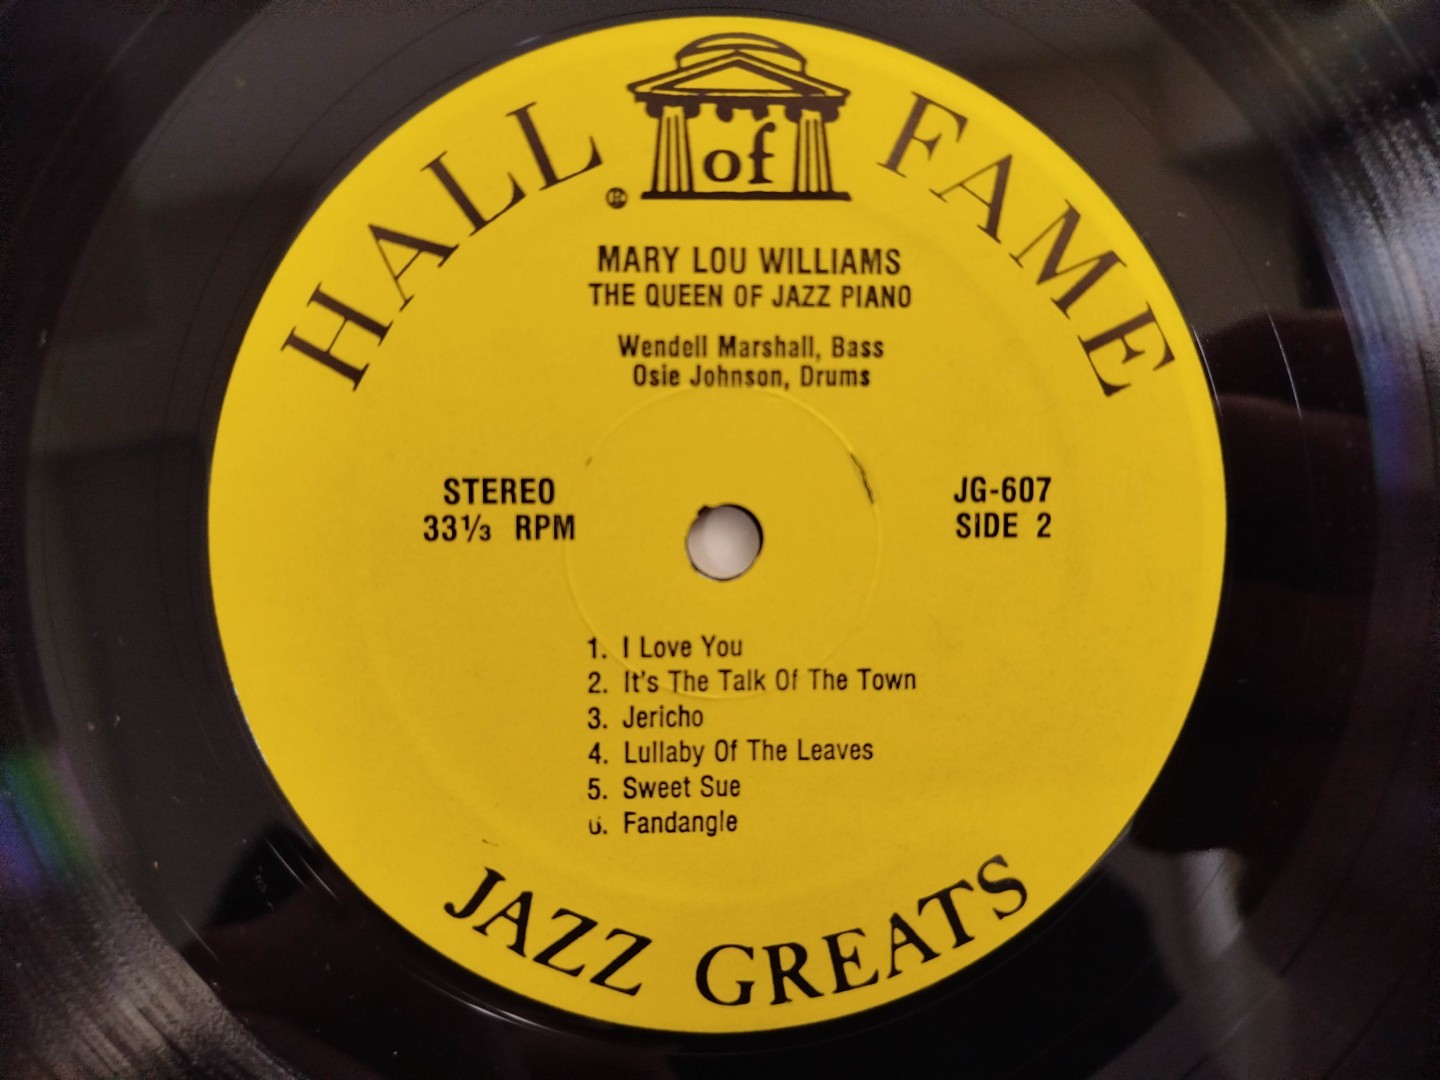 HALL of FAME
®
MARY LOU WILLIAMS
THE QUEEN OF JAZZ PIANO
Wendell Marshall, Bass
Osie Johnson, Drums
STEREO
33⅓ RPM
JG-607
SIDE 2
1. I Love You
2. It's The Talk Of The Town
3. Jericho
4. Lullaby Of The Leaves
5. Sweet Sue
6. Fandangle
JAZZ GREATS